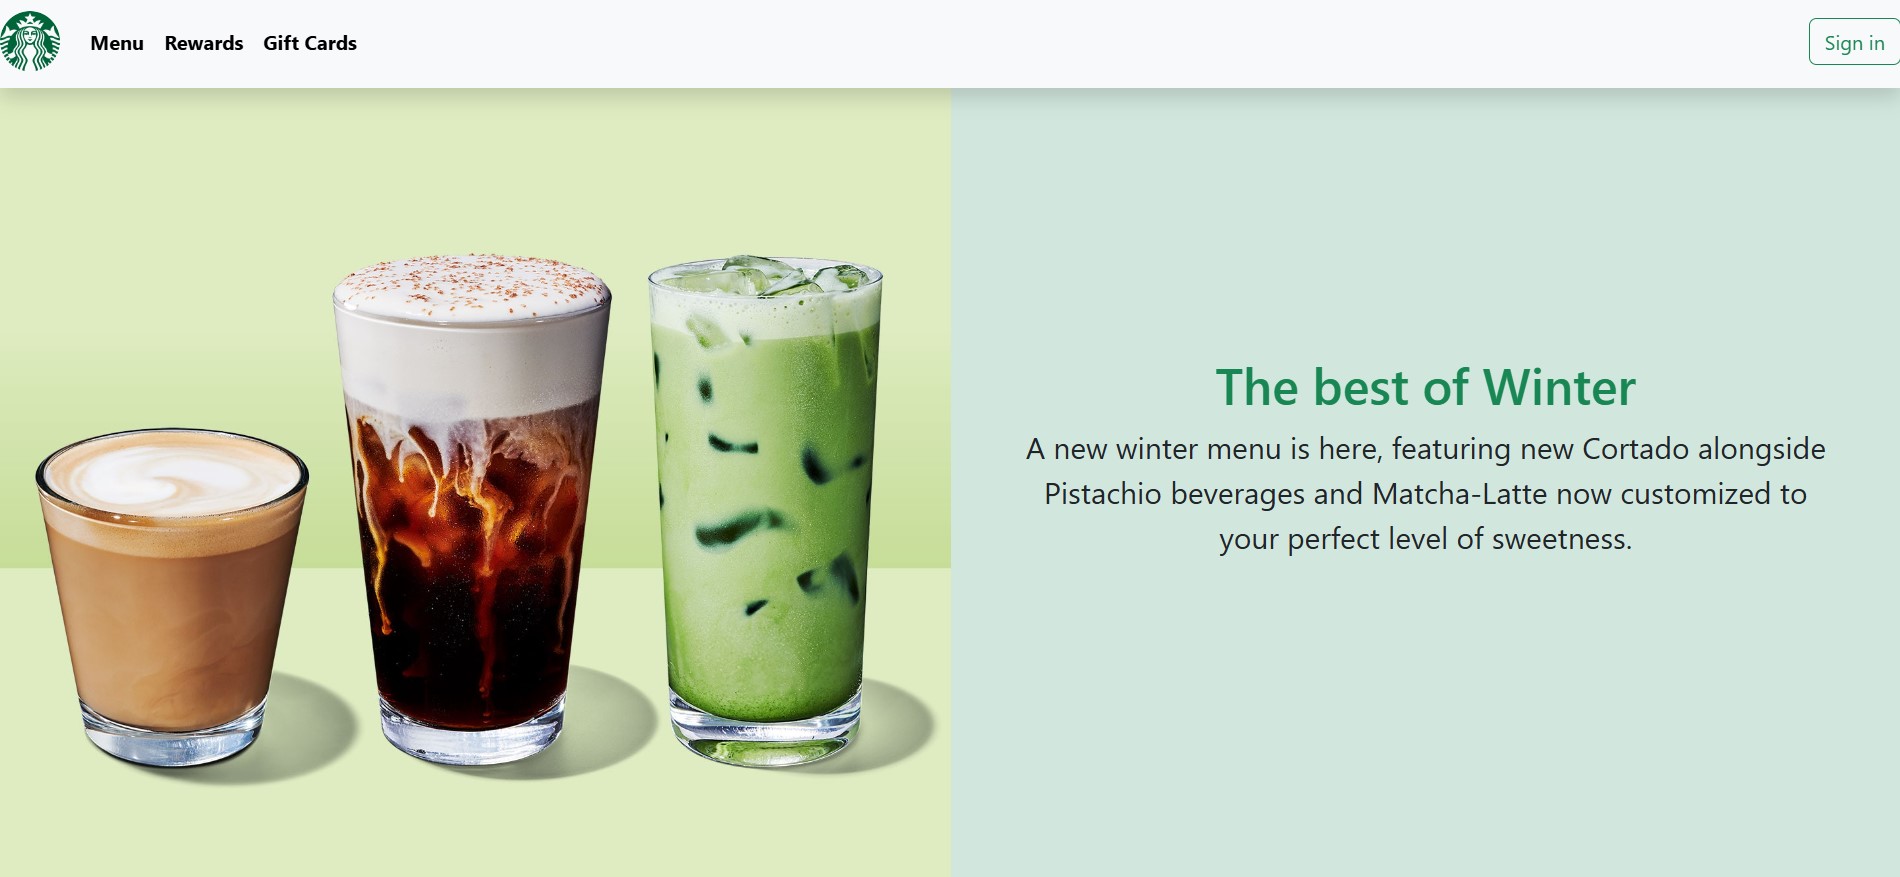 Menu Rewards Gift Cards Sign in
The best of Winter
A new winter menu is here, featuring new Cortado alongside
Pistachio beverages and Matcha-Latte now customized to
your perfect level of sweetness.